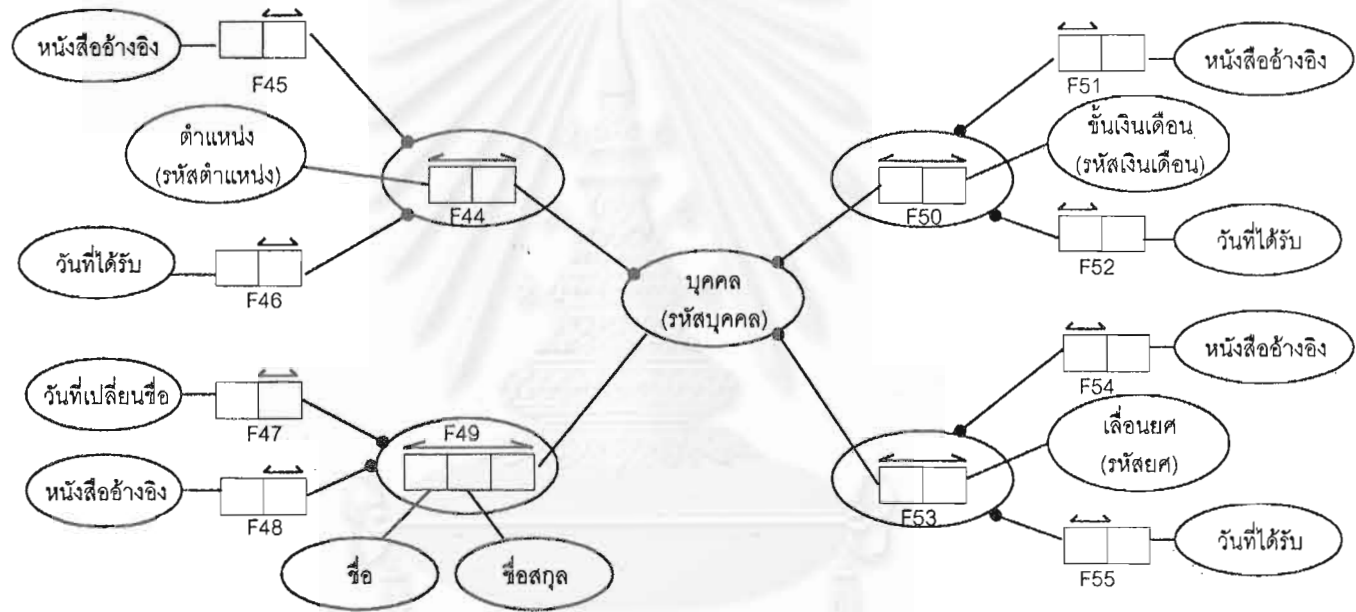 หนังสืออ้างอิง
F45
ตำแหน่ง
(รหัสตำแหน่ง)
F44
วันที่ได้รับ
F46
วันที่เปลี่ยนชื่อ
F47
หนังสืออ้างอิง
F48
F49
ชื่อ
ชื่อสกุล
บุคคล
(รหัสบุคคล)
F51
หนังสืออ้างอิง
ขั้นเงินเดือน
(รหัสเงินเดือน)
F50
F52
วันที่ได้รับ
F54
หนังสืออ้างอิง
เลื่อนยศ
(รหัสยศ)
F53
F55
วันที่ได้รับ